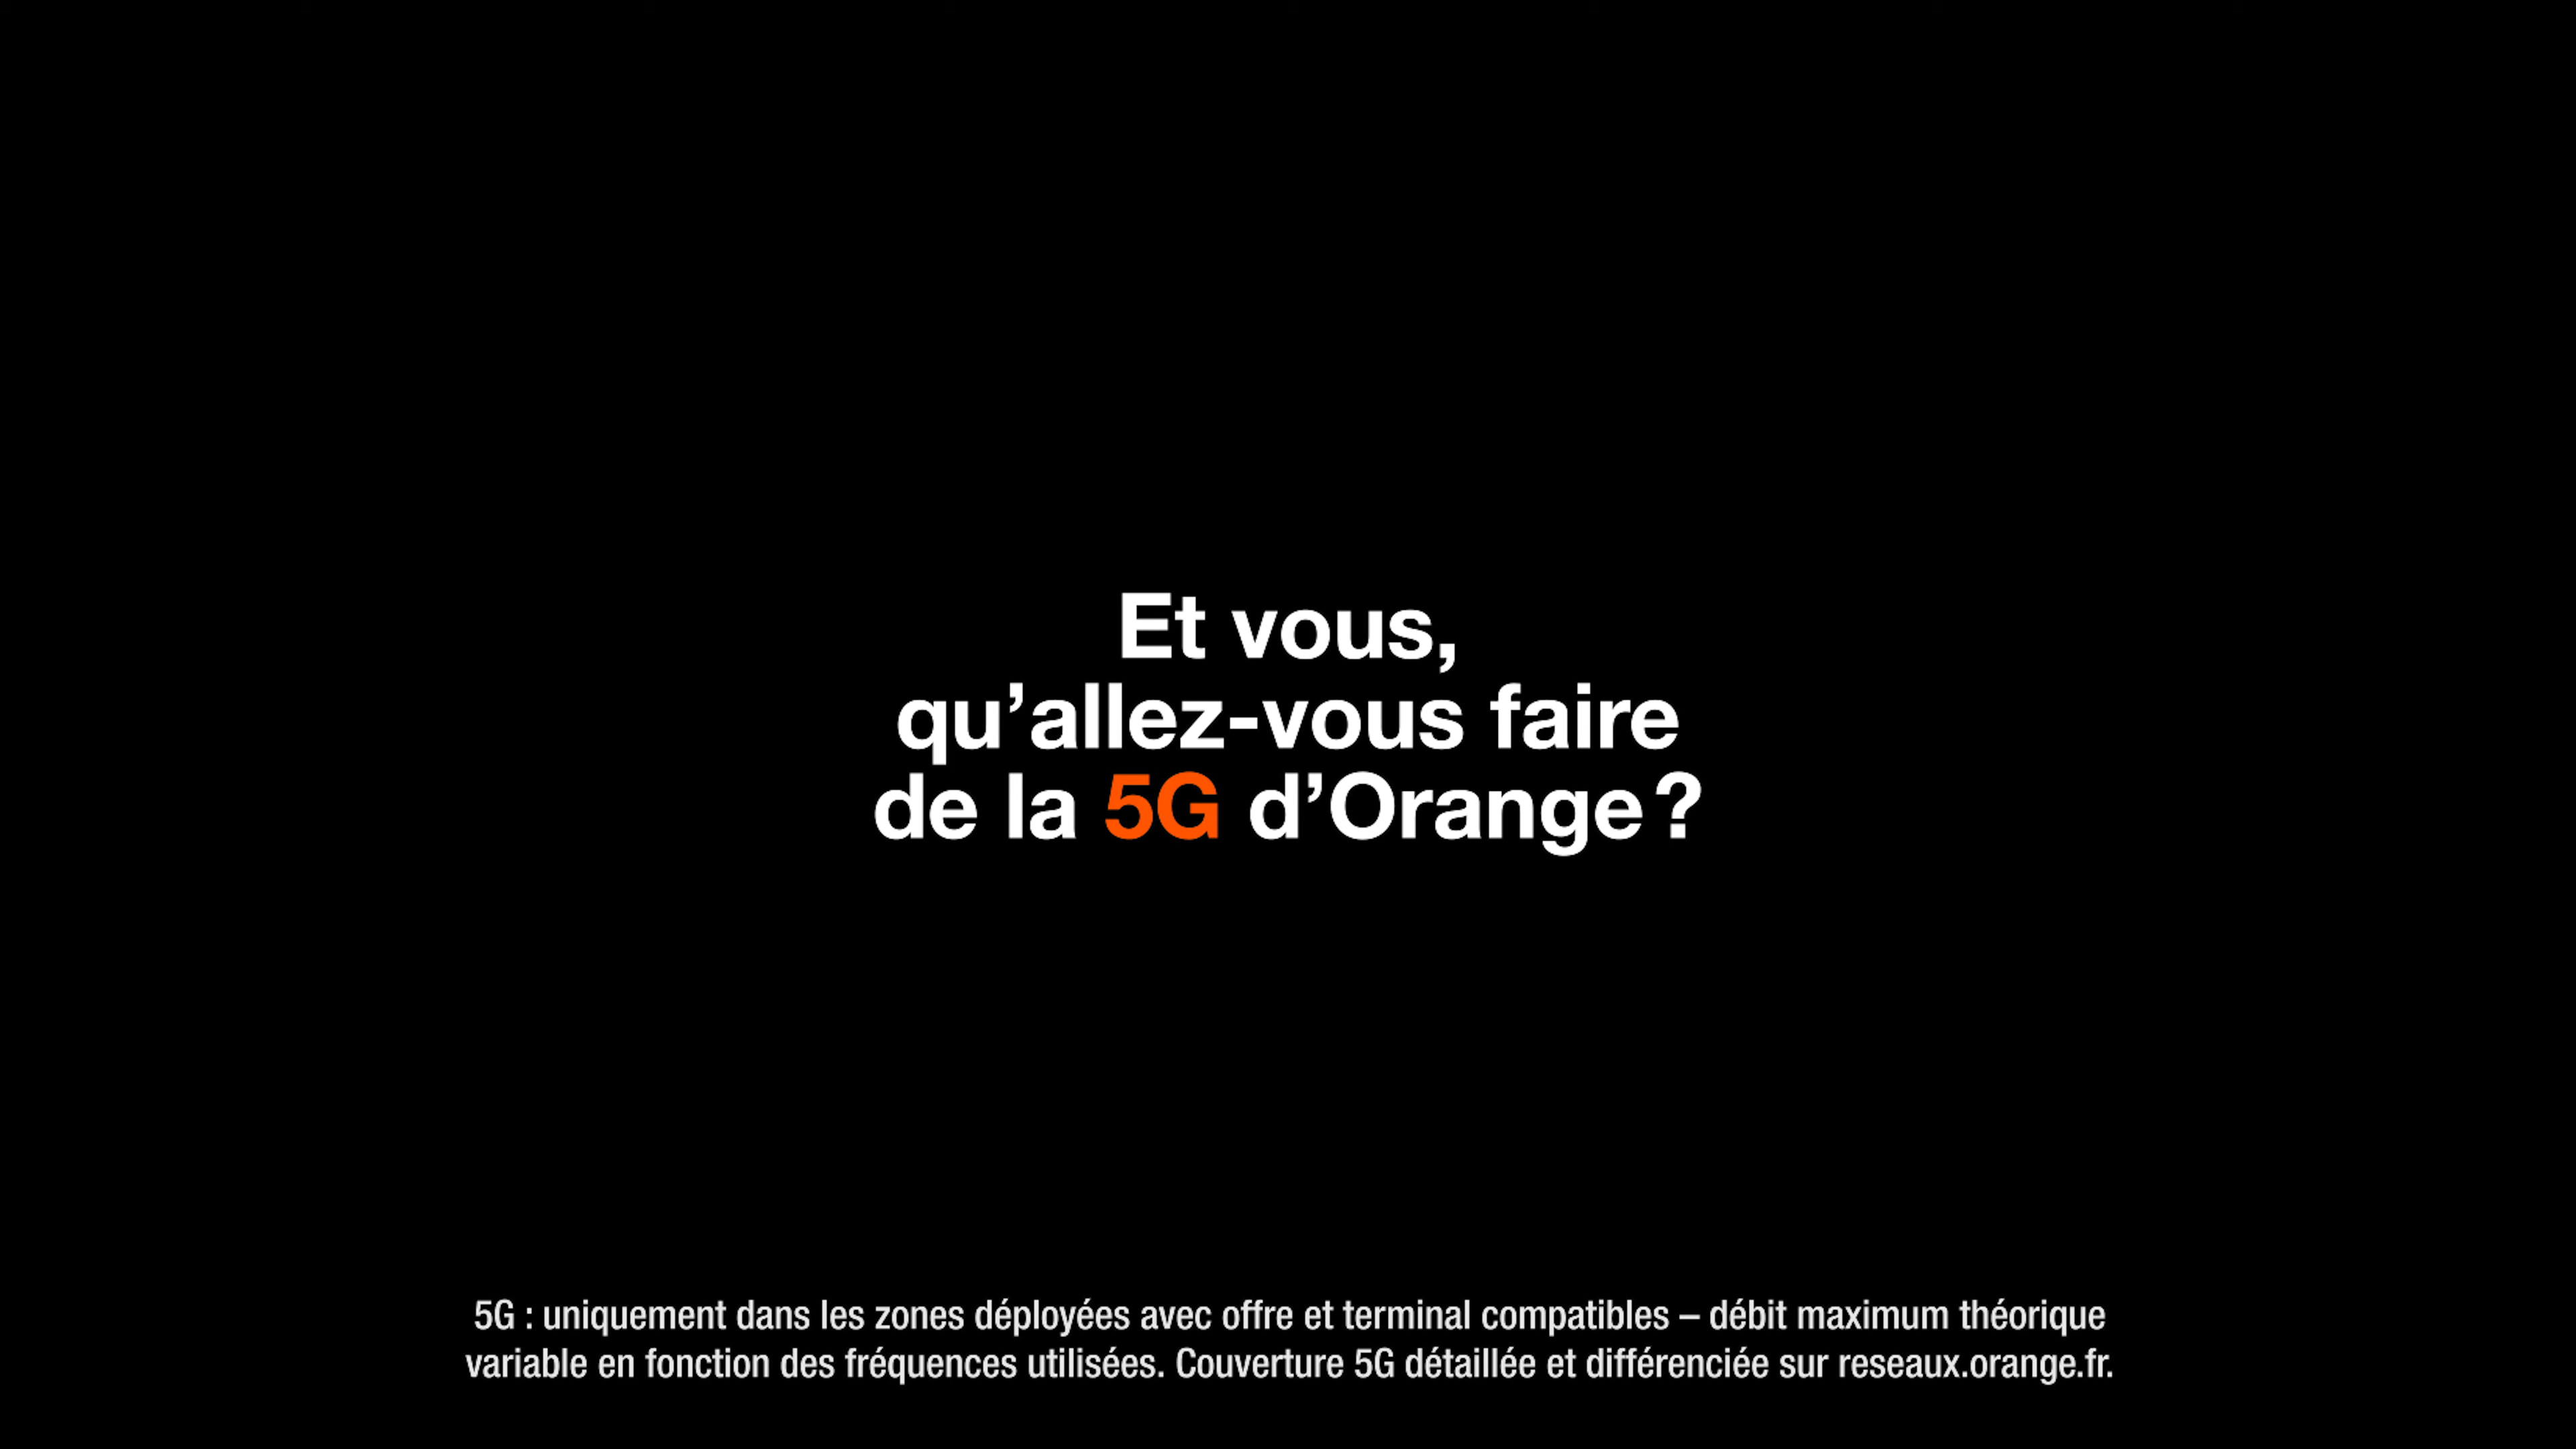 Et vous,
qu’allez-vous faire
de la 5G d’Orange ?
5G : uniquement dans les zones déployées avec offre et terminal compatibles – débit maximum théorique
variable en fonction des fréquences utilisées. Couverture 5G détaillée et différenciée sur reseaux.orange.fr.